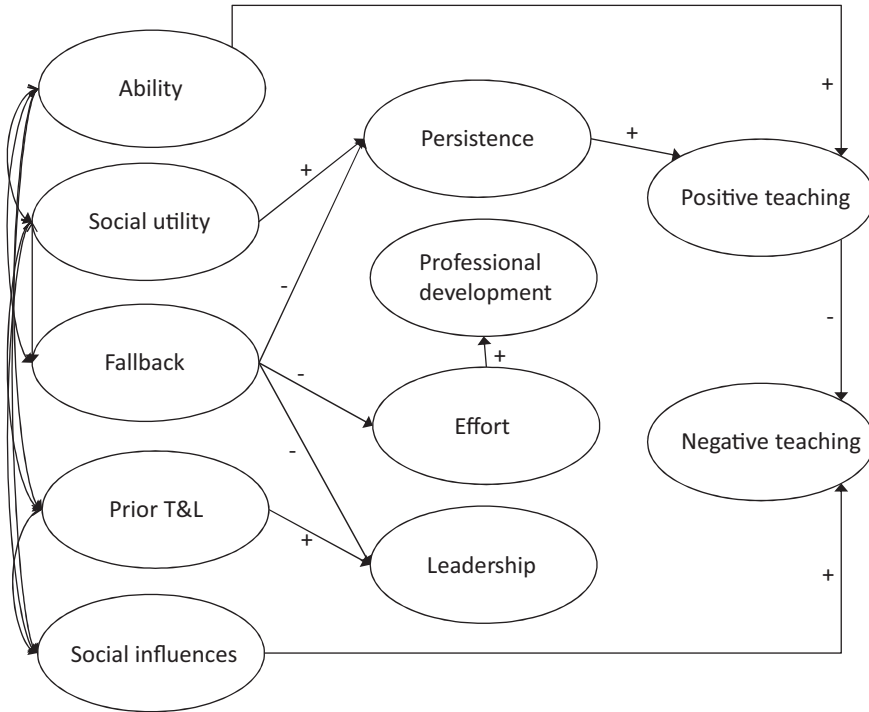 Ability
+
Persistence
+
Positive teaching
Social utility
+
Professional
development
-
-
Fallback
-
+
Effort
Negative teaching
-
Prior T&L
+
Leadership
+
Social influences